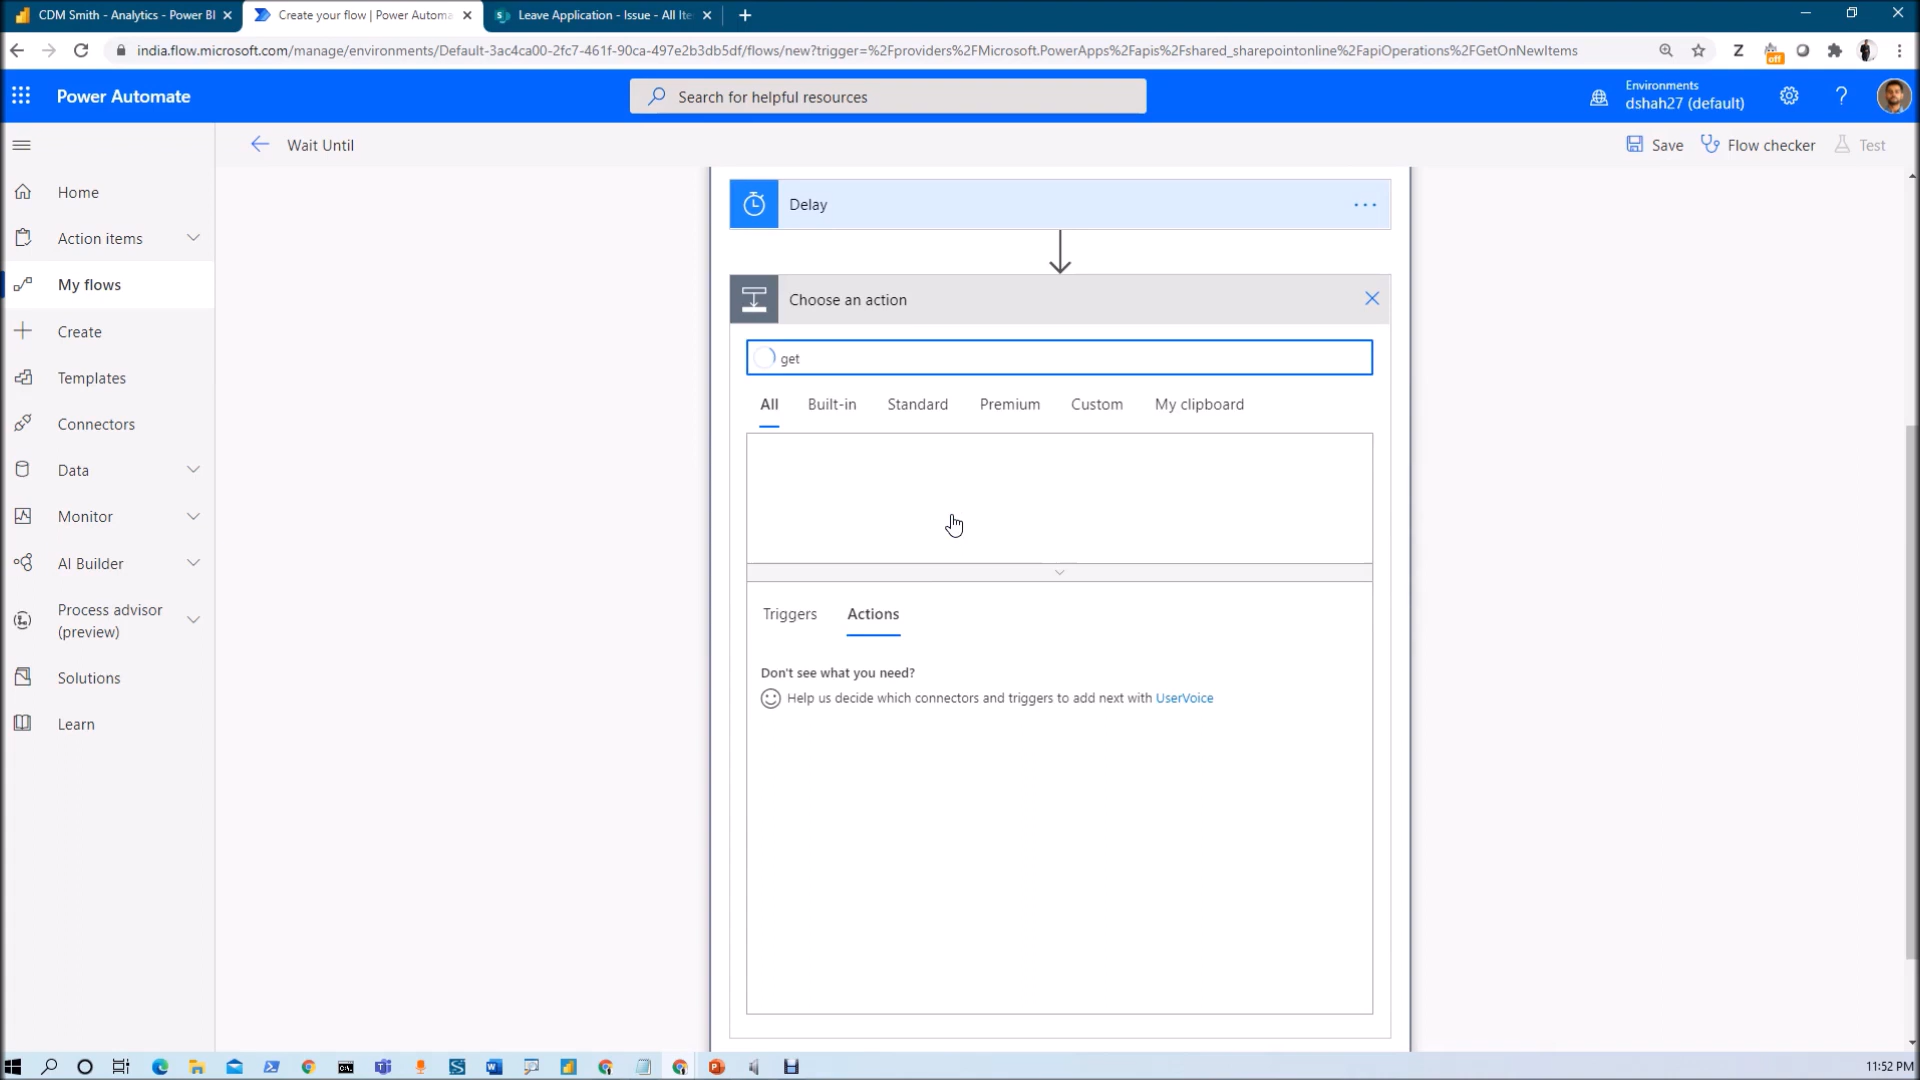 CDM Smith - Analytics - Power BI
Create your flow | Power Automa
Leave Application - Issue - All Ite
india.flow.microsoft.com/manage/environments/Default-3ac4ca00-2fc7-461f-90ca-497e2b3db5df/flows/new?trigger=%2Fproviders%2FMicrosoft.PowerApps%2Fapis%2Fshared_sharepointonline%2FapiOperations%2FGetOnNewItems
Z
off
Power Automate
Search for helpful resources
Environments
dshah27 (default)
?
Wait Until
Save
Flow checker
Test
Home
Action items
My flows
Create
Templates
Connectors
Data
Monitor
AI Builder
Process advisor
(preview)
Solutions
Learn
Delay
Choose an action
get
All
Built-in
Standard
Premium
Custom
My clipboard
Triggers
Actions
Don't see what you need?
Help us decide which connectors and triggers to add next with UserVoice
11:52 PM